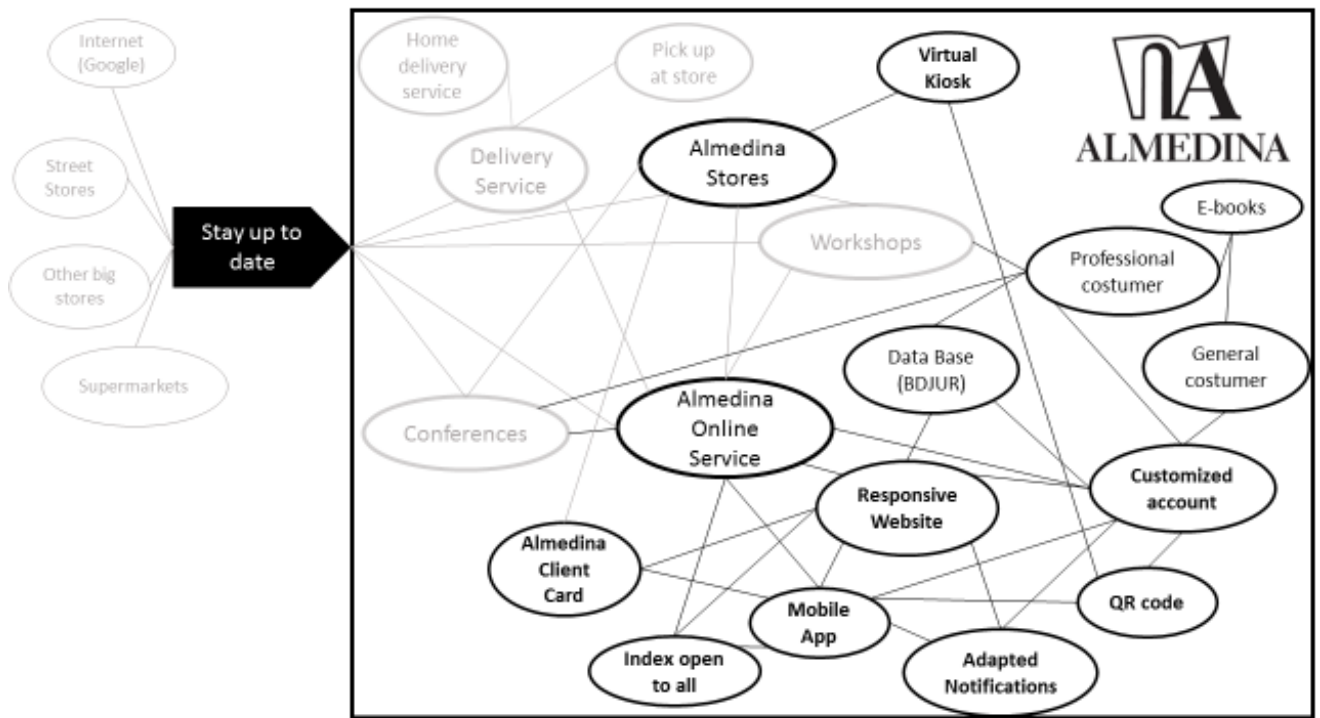 Internet
(Google)
Home
delivery
service
Pick up
at store
Virtual
Kiosk
ALMEDINA
Street
Stores
Delivery
Service
Almedina
Stores
E-books
Stay up to
date
Workshops
Professional
costumer
Other big
stores
Data Base
(BDJUR)
General
costumer
Supermarkets
Conferences
Almedina
Online
Service
Responsive
Website
Customized
account
Almedina
Client
Card
Mobile
App
QR code
Index open
to all
Adapted
Notifications